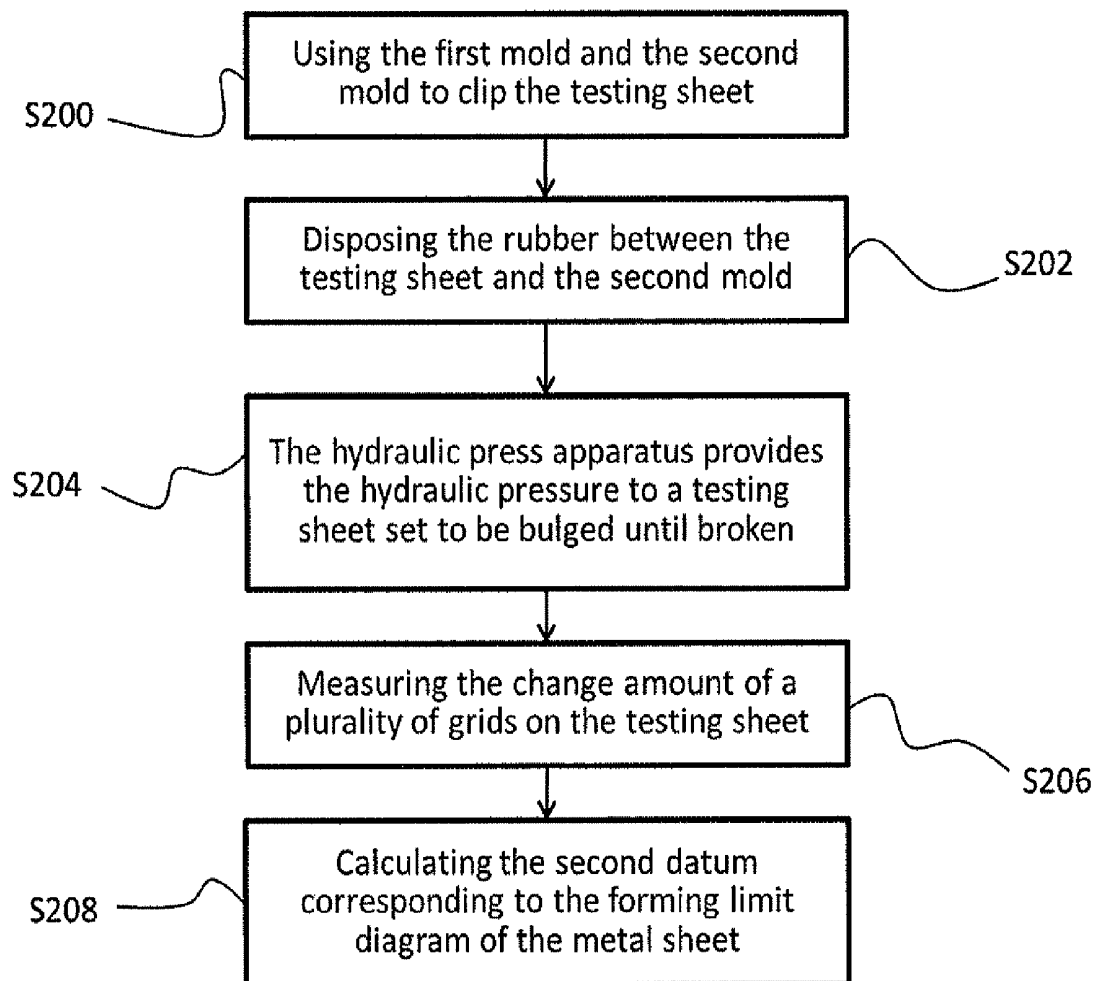 Using the first mold and the second
mold to clip the testing sheet
S200
Disposing the rubber between the
testing sheet and the second mold
S202
The hydraulic press apparatus provides
the hydraulic pressure to a testing
sheet set to be bulged until broken
S204
Measuring the change amount of a
plurality of grids on the testing sheet
S206
Calculating the second datum
corresponding to the forming limit
diagram of the metal sheet
S208